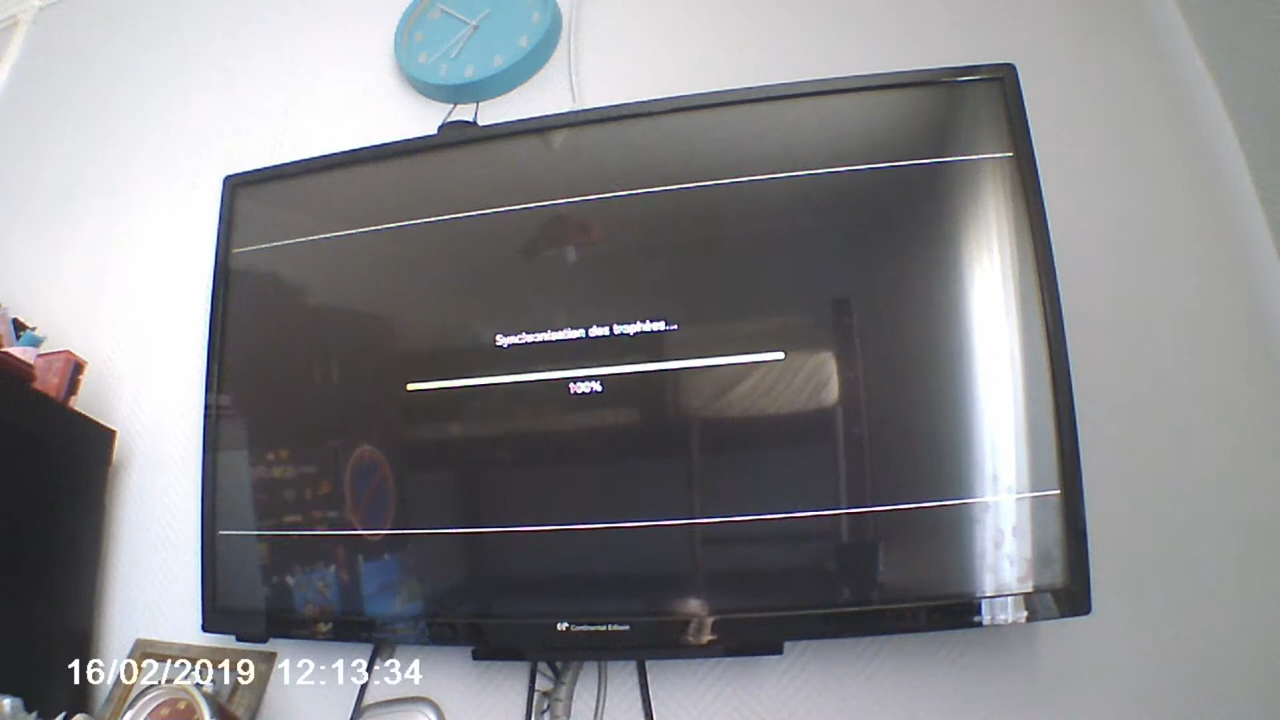 Synchronisation des trophées...
100%
Continental Edison
16/02/2019 12:13:34